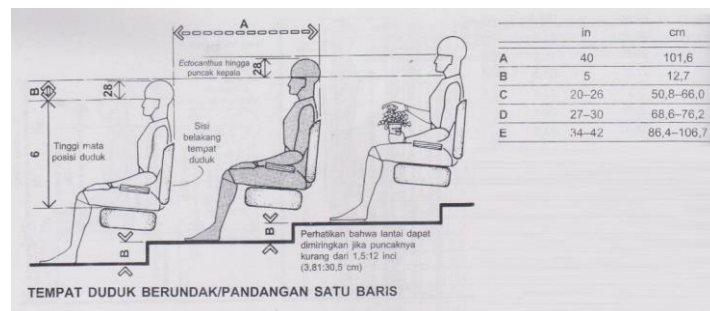 A
Ectocanthus hingga
puncak kepala
28
B
28
6
Tinggi mata
posisi duduk
Sisi
belakang
tempat
duduk
B
B
Perhatikan bahwa lantai dapat
dimiringkan jika puncaknya
kurang dari 1,5:12 inci
(3,81:30,5 cm)
TEMPAT DUDUK BERUNDAK/PANDANGAN SATU BARIS
in cm
A 40 101,6
B 5 12,7
C 20–26 50,8–66,0
D 27–30 68,6–76,2
E 34–42 86,4–106,7